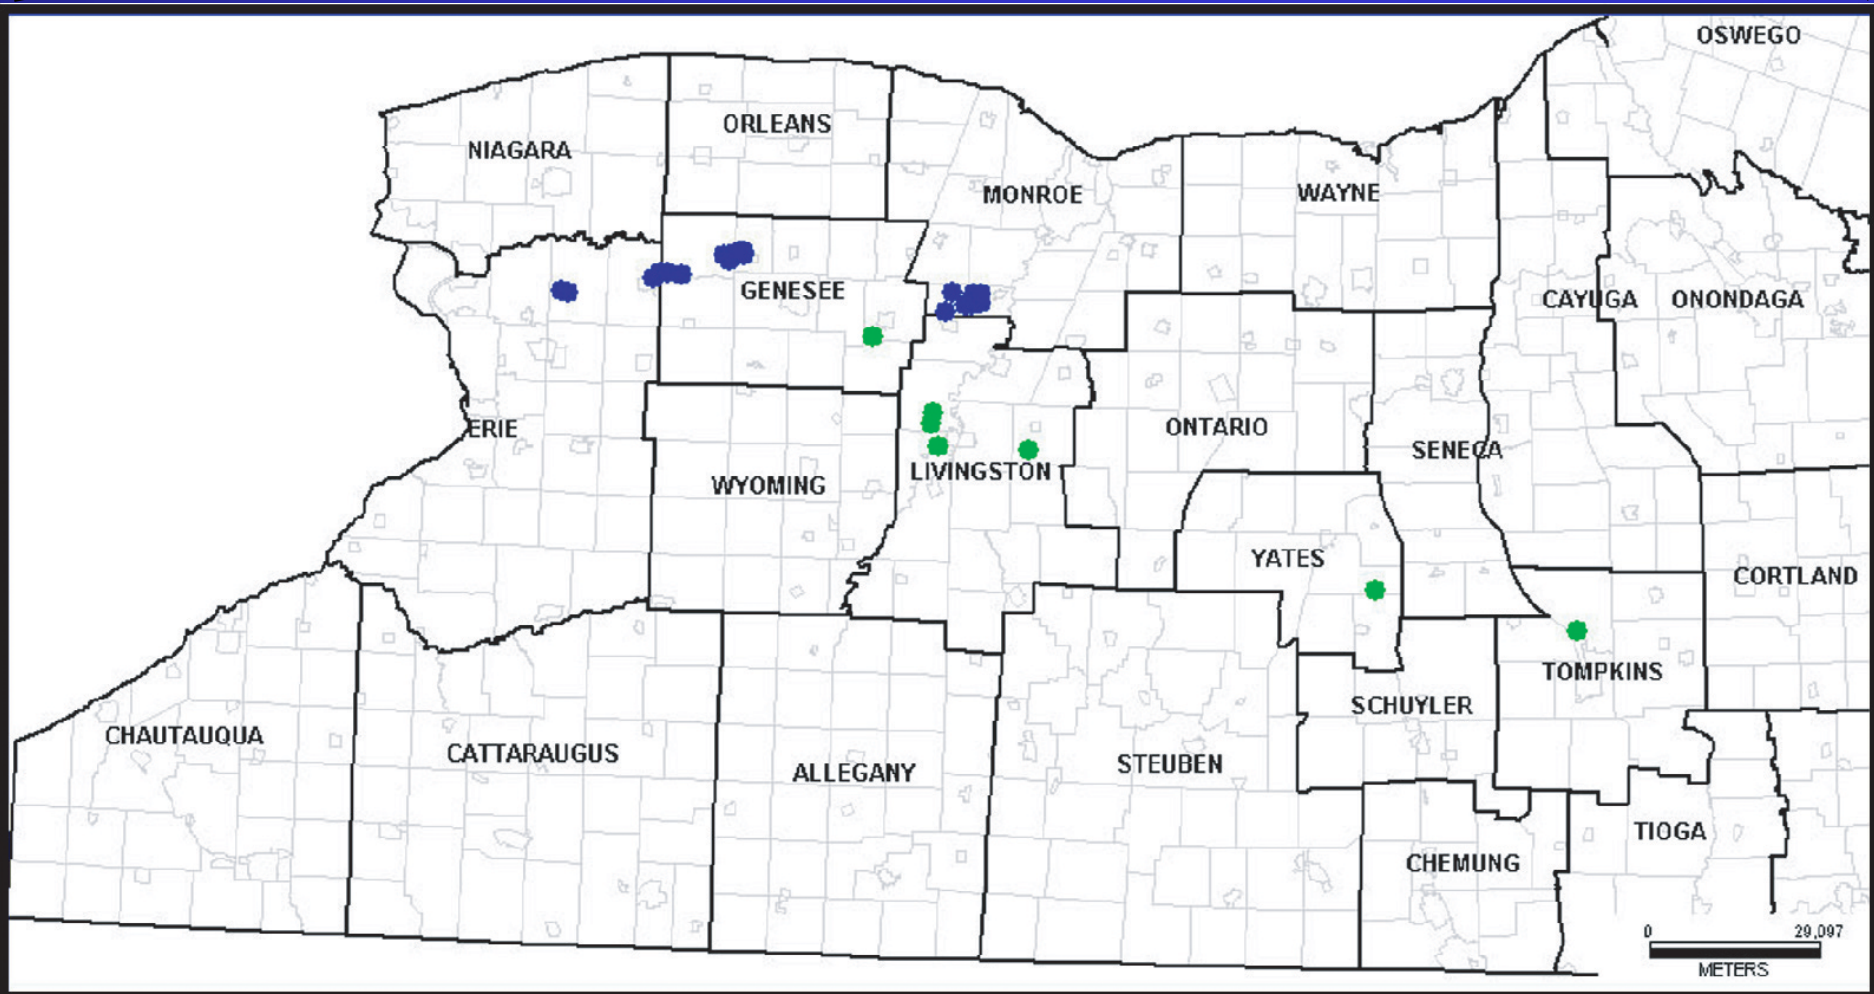 OSWEGO
ORLEANS
NIAGARA
MONROE
WAYNE
GENESEE
CAYUGA
ONONDAGA
ERIE
ONTARIO
SENECA
LIVINGSTON
WYOMING
YATES
CORTLAND
TOMPKINS
SCHUYLER
CHAUTAUQUA
CATTARAUGUS
ALLEGANY
STEUBEN
TIOGA
CHEMUNG
0 29,097
METERS